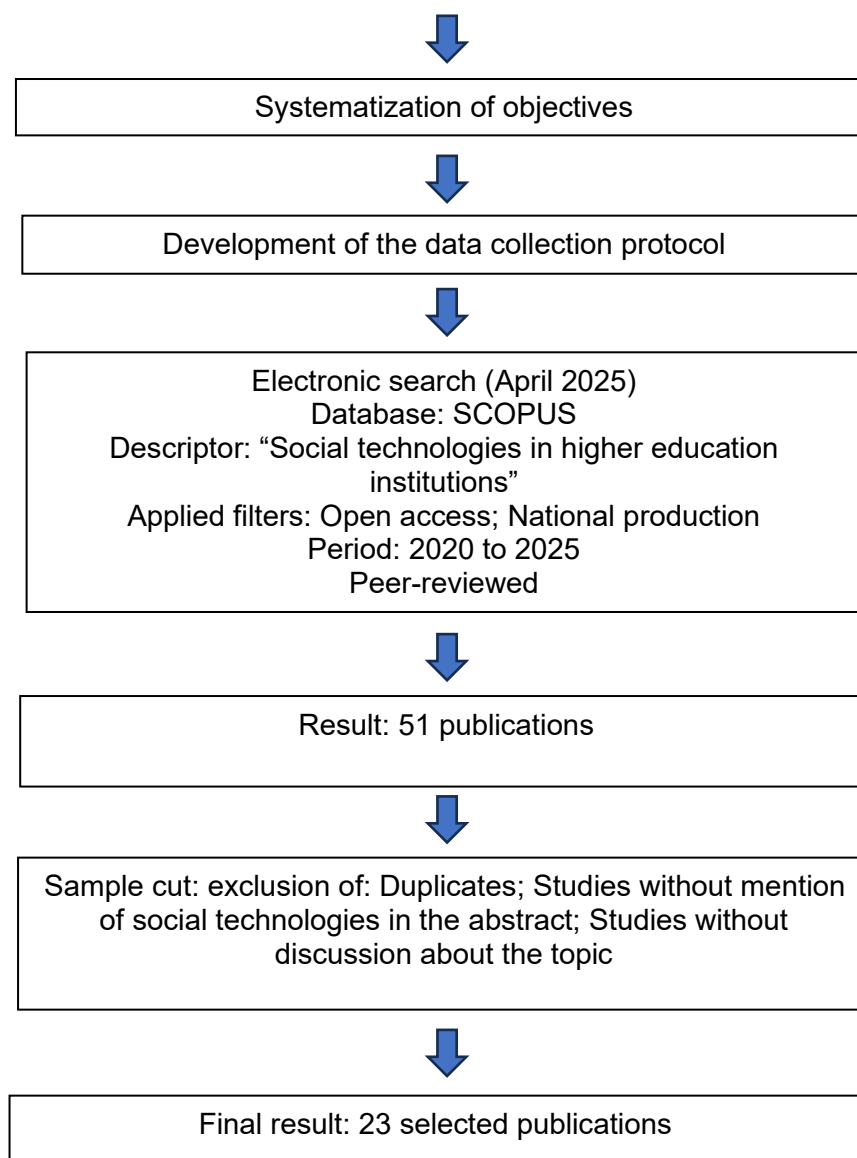 Systematization of objectives
Development of the data collection protocol
Electronic search (April 2025)
Database: SCOPUS
Descriptor: “Social technologies in higher education
institutions”
Applied filters: Open access; National production
Period: 2020 to 2025
Peer-reviewed
Result: 51 publications
Sample cut: exclusion of: Duplicates; Studies without mention
of social technologies in the abstract; Studies without
discussion about the topic
Final result: 23 selected publications